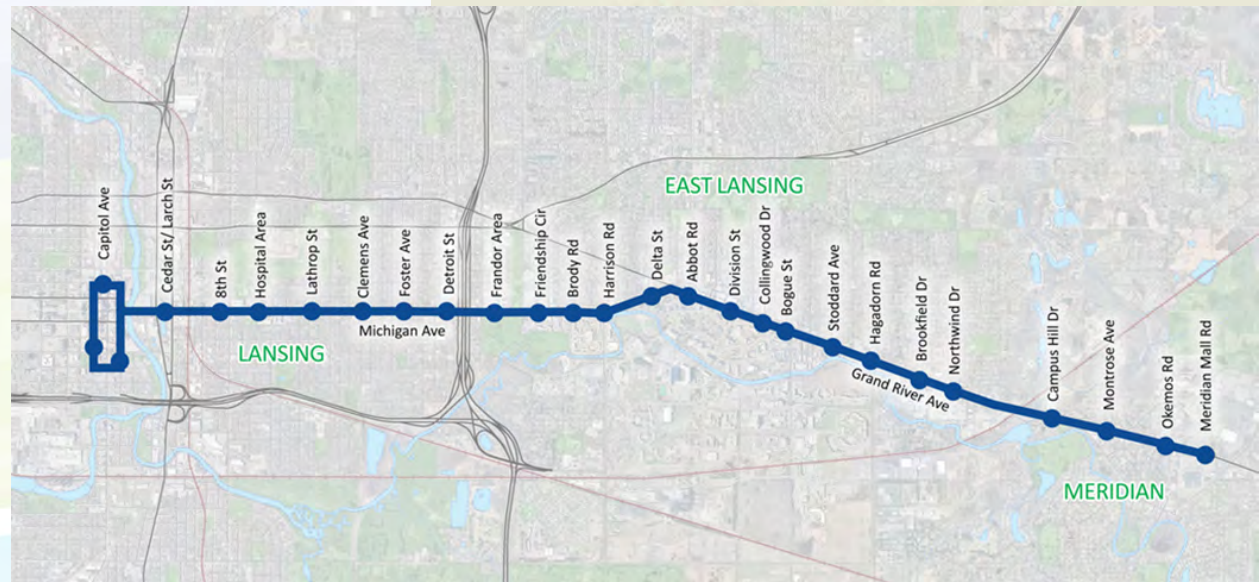 EAST LANSING
Capitol Ave
Cedar St/ Larch St
8th St
Hospital Area
Lathrop St
Clemens Ave
Foster Ave
Detroit St
Frandor Area
Friendship Cir
Brody Rd
Harrison Rd
Delta St
Abbot Rd
Division St
Collingwood Dr
Bogue St
Stoddard Ave
Hagadorn Rd
Brookfield Dr
Northwind Dr
Campus Hill Dr
Montrose Ave
Okemos Rd
Meridian Mall Rd
Michigan Ave
LANSING
Grand River Ave
MERIDIAN